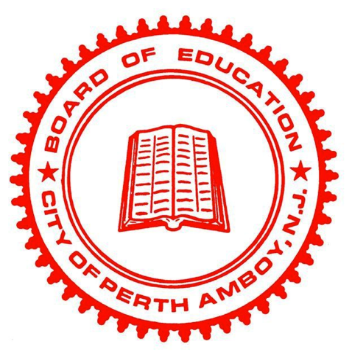 BOARD OF EDUCATION
CITY OF PERTH AMBOY, N.J.